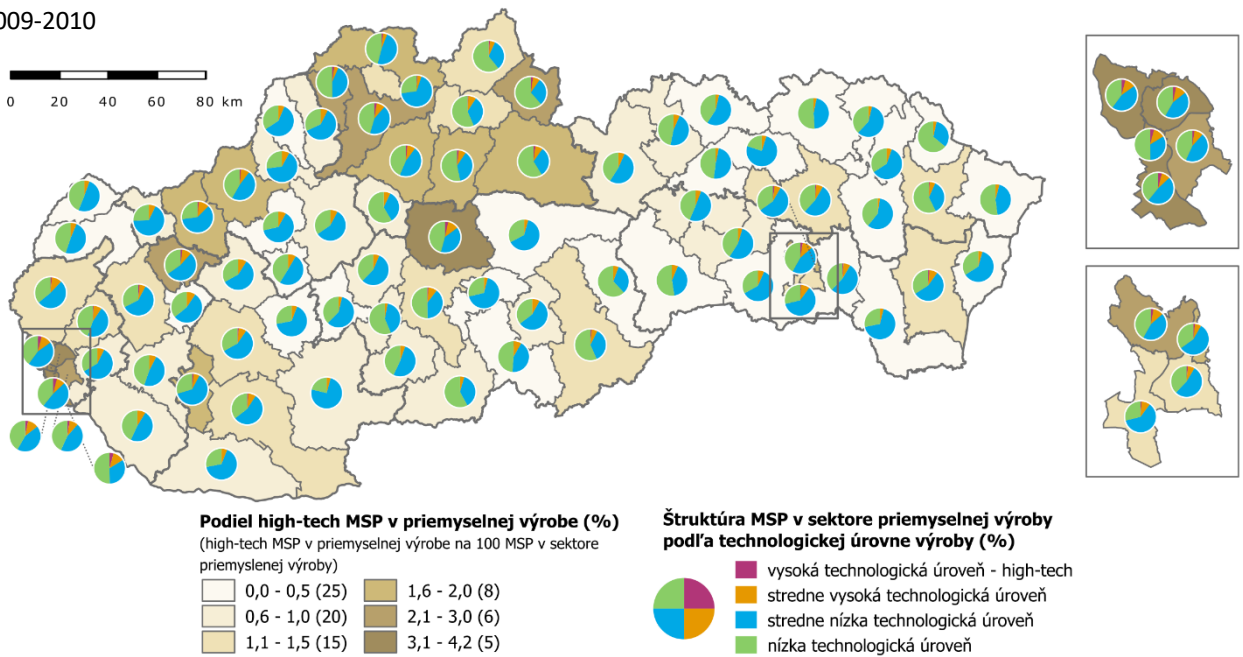 009-2010
0 20 40 60 80 km
Podiel high-tech MSP v priemyselnej výrobe (%)
(high-tech MSP v priemyselnej výrobe na 100 MSP v sektore
priemyslenej výroby)
0,0 - 0,5 (25)
0,6 - 1,0 (20)
1,1 - 1,5 (15)
1,6 - 2,0 (8)
2,1 - 3,0 (6)
3,1 - 4,2 (5)
Štruktúra MSP v sektore priemyselnej výroby
podľa technologickej úrovne výroby (%)
vysoká technologická úroveň - high-tech
stredne vysoká technologická úroveň
stredne nízka technologická úroveň
nízka technologická úroveň